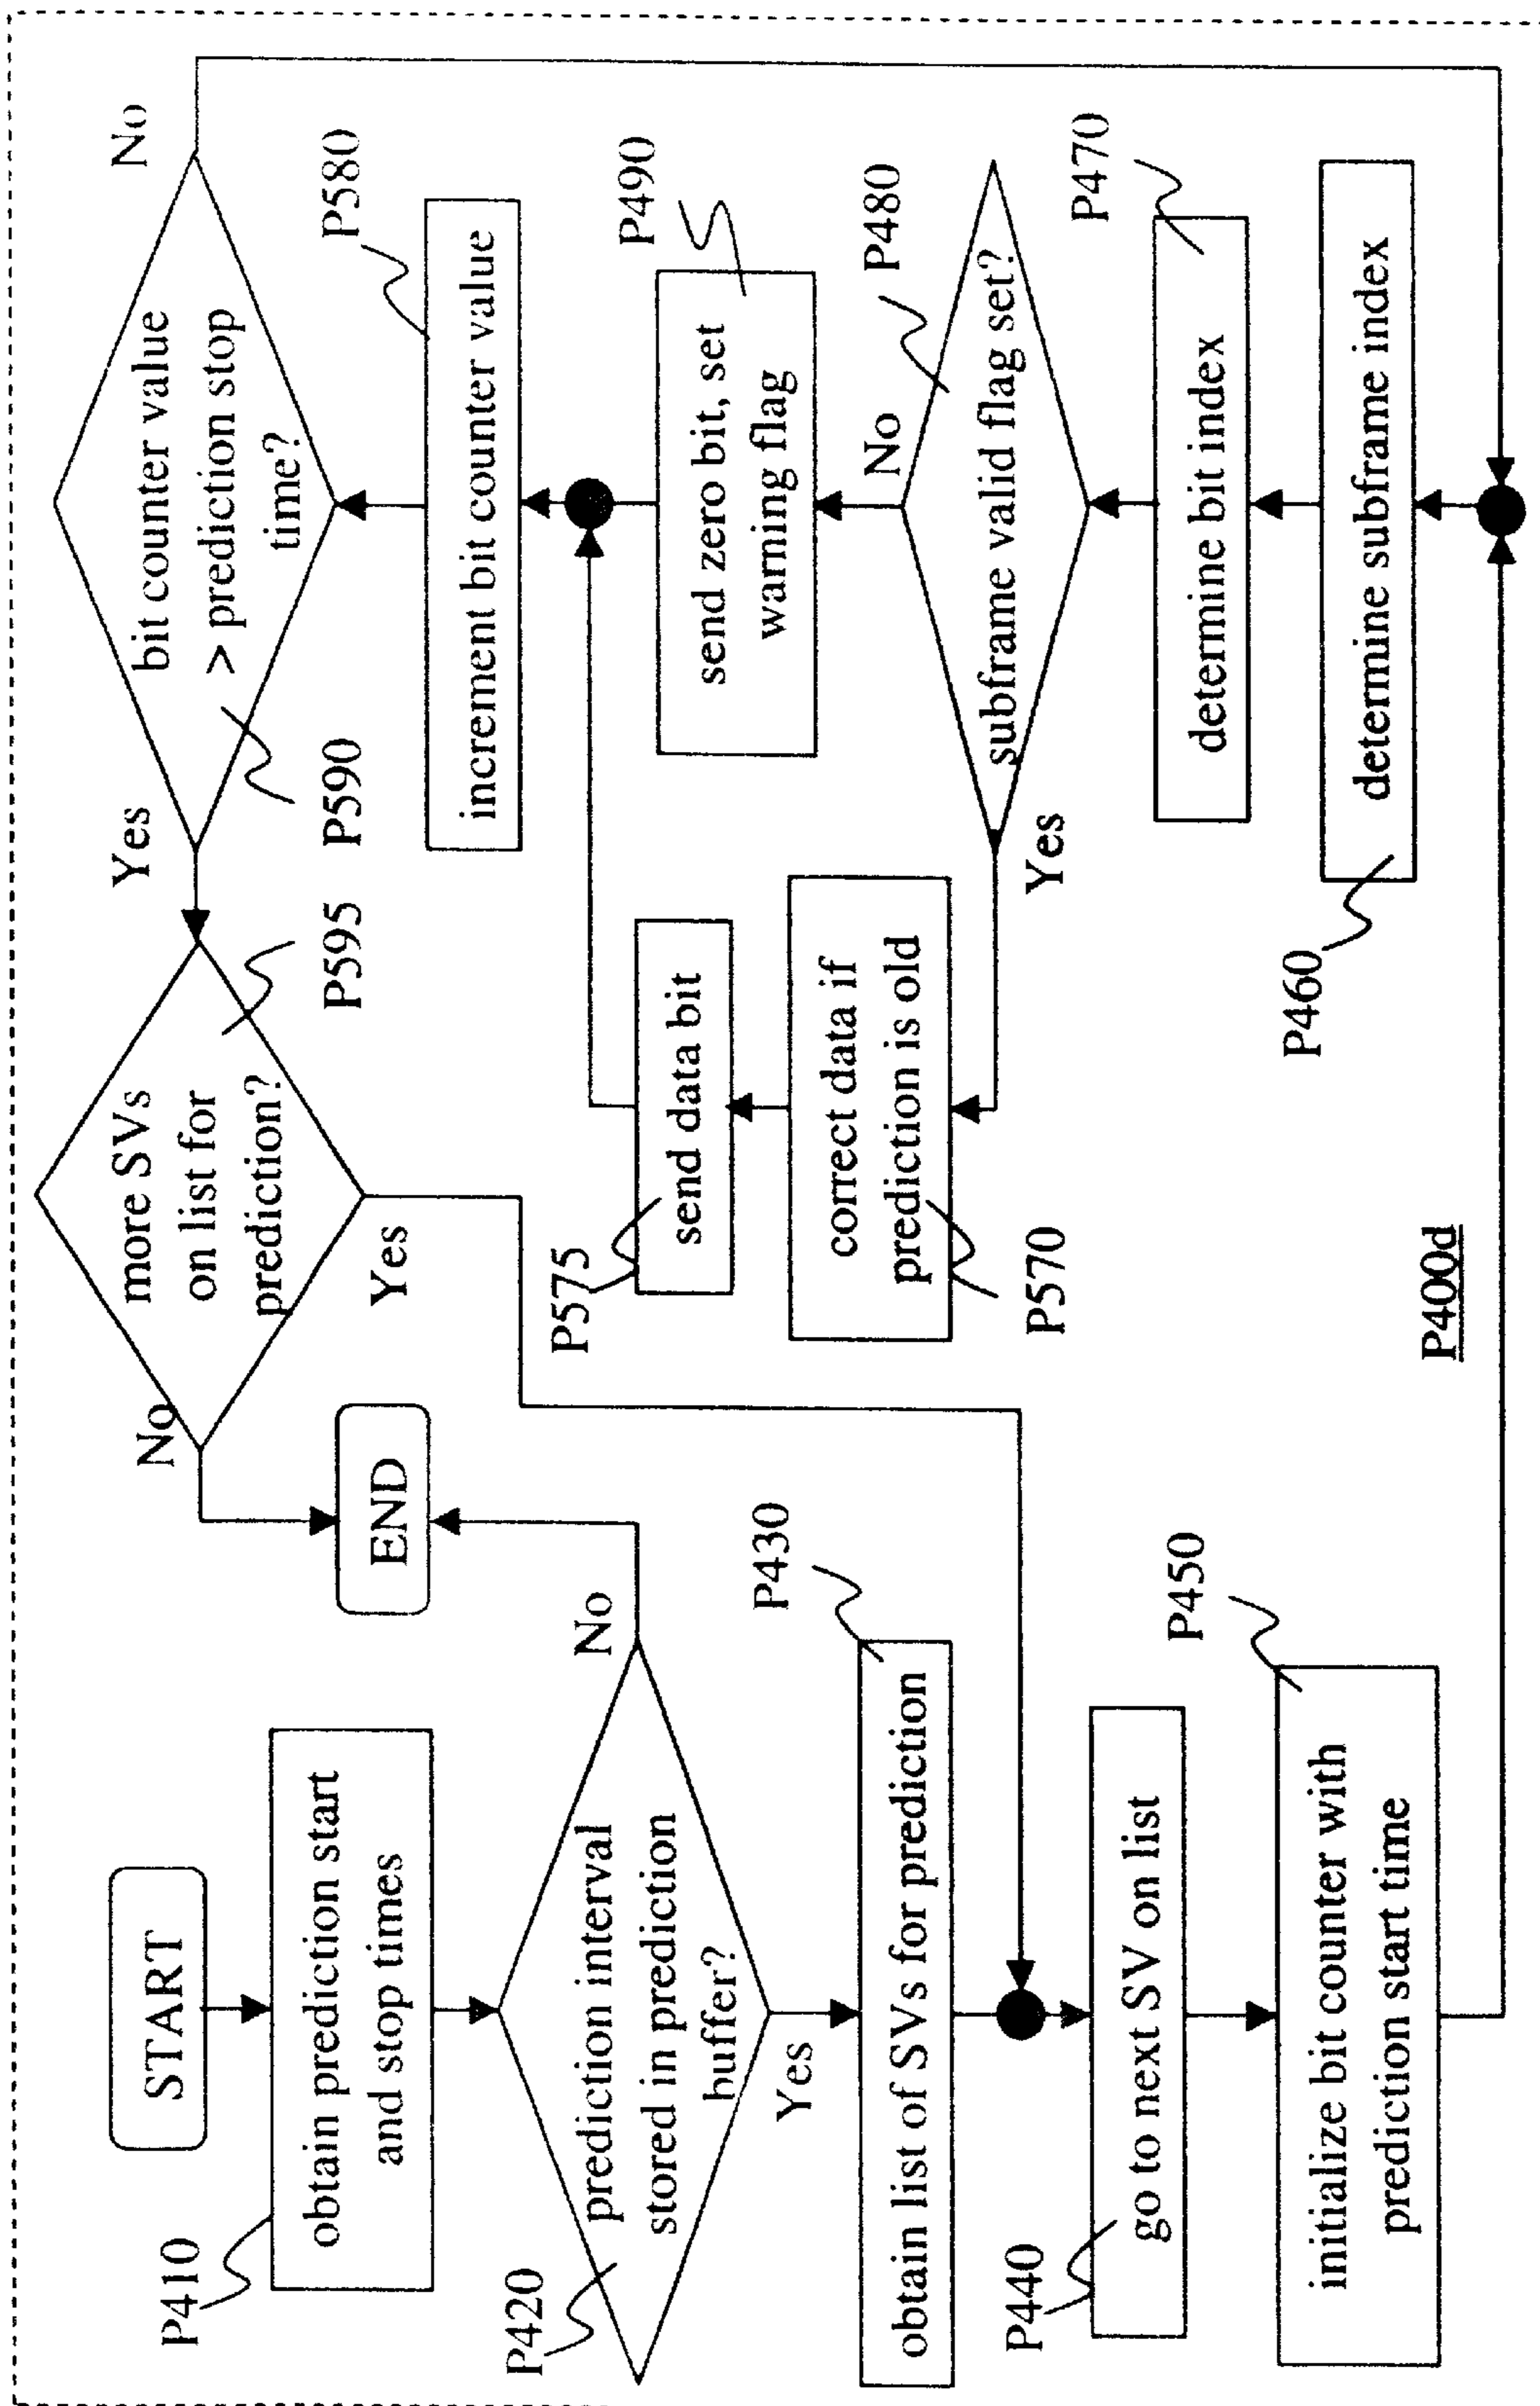 START
P410
obtain prediction start
and stop times
P420
prediction interval
stored in prediction
buffer?
No
Yes
P430
obtain list of SVs for prediction
P440
go to next SV on list
P450
initialize bit counter with
prediction start time
END
No
more SVs
on list for
prediction?
Yes
P595
P575
send data bit
correct data if
prediction is old
P570
P400d
Yes
bit counter value
> prediction stop
time?
No
P590
P580
increment bit counter value
P490
send zero bit, set
warning flag
No
P480
subframe valid flag set?
Yes
P470
determine bit index
P460
determine subframe index